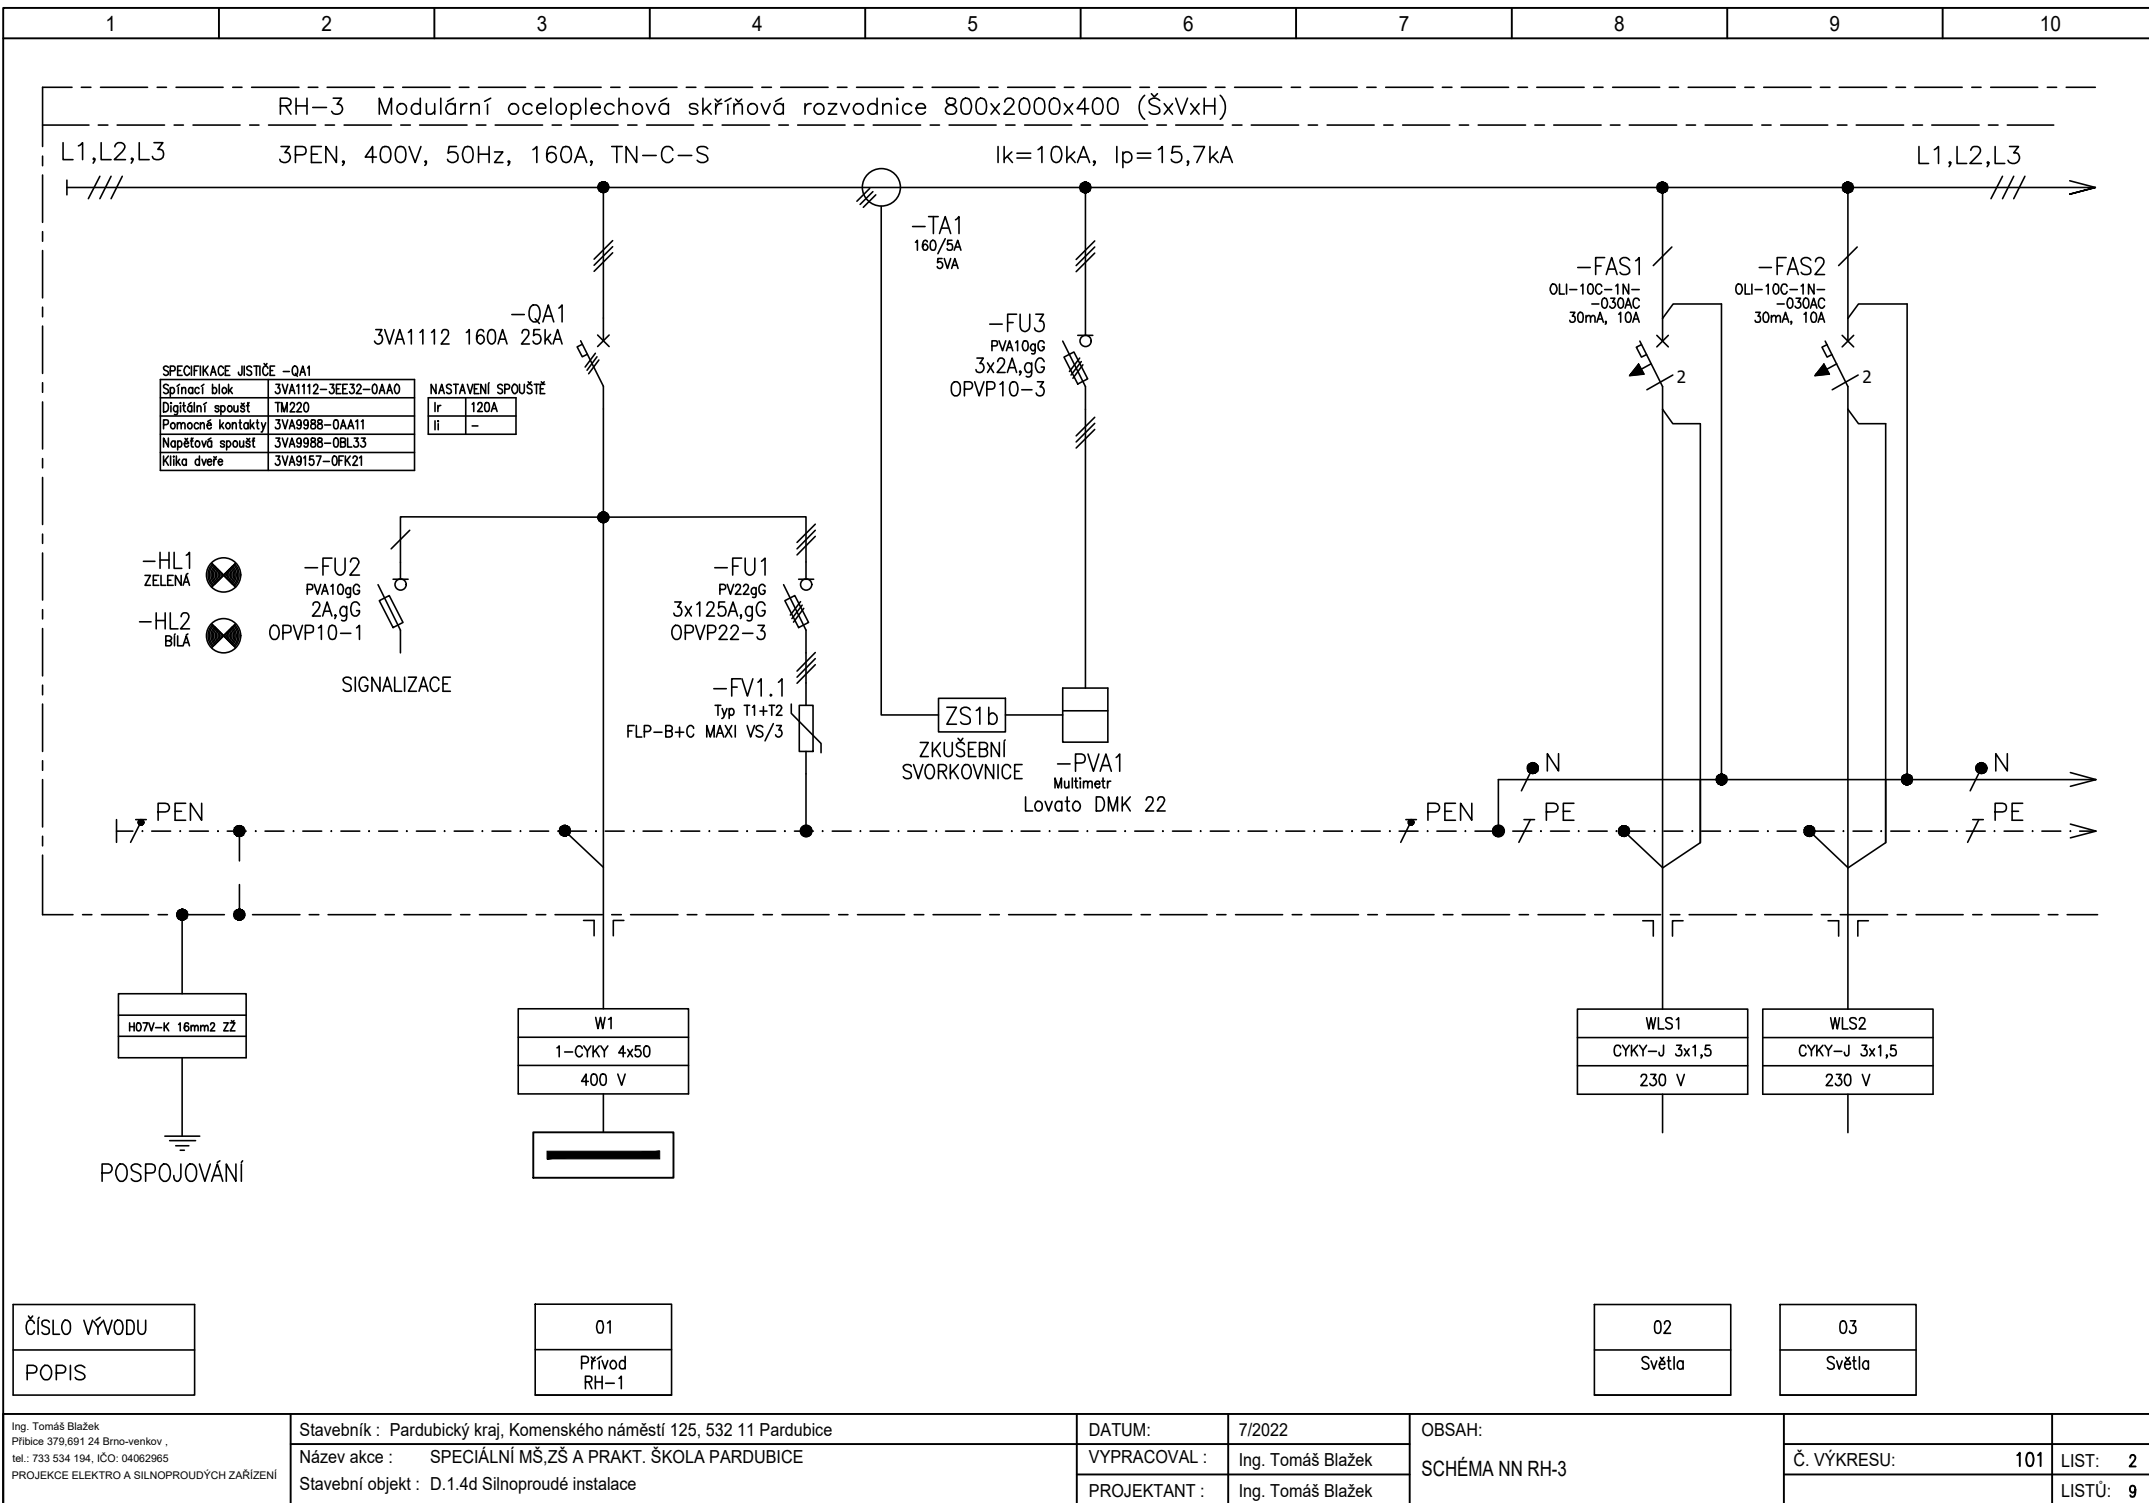 1 2 3 4 5 6 7 8 9 10
RH-3 Modulární oceloplechová skříňová rozvodnice 800x2000x400 (ŠxVxH)
L1,L2,L3 3PEN, 400V, 50Hz, 160A, TN-C-S Ik=10kA, Ip=15,7kA L1,L2,L3
-TA1
160/5A
5VA
-QA1
3VA1112 160A 25kA
-FU3
PVA10gG
3x2A,gG
OPVP10-3
-FAS1
OLI-10C-1N-
-030AC
30mA, 10A
2
-FAS2
OLI-10C-1N-
-030AC
30mA, 10A
2
SPECIFIKACE JISTIČE -QA1
Spínací blok 3VA1112-3EE32-0AA0
Digitální spoušť TM220
Pomocné kontakty 3VA9988-0AA11
Napěťová spoušť 3VA9988-0BL33
Klika dveře 3VA9157-0FK21
NASTAVENÍ SPOUŠTĚ
Ir 120A
Ii -
-HL1
ZELENÁ
-HL2
BÍLÁ
-FU2
PVA10gG
2A,gG
OPVP10-1
SIGNALIZACE
-FU1
PV22gG
3x125A,gG
OPVP22-3
-FV1.1
Typ T1+T2
FLP-B+C MAXI VS/3
ZS1b
ZKUŠEBNÍ
SVORKOVNICE
-PVA1
Multimetr
Lovato DMK 22
N N
PEN PEN PE PE
H07V-K 16mm2 ZŽ
POSPOJOVÁNÍ
W1
1-CYKY 4x50
400 V
WLS1
CYKY-J 3x1,5
230 V
WLS2
CYKY-J 3x1,5
230 V
ČÍSLO VÝVODU 01 02 03
POPIS
Přívod
RH-1
Světla
Světla
Ing. Tomáš Blažek
Přibice 379,691 24 Brno-venkov ,
tel.: 733 534 194, IČO: 04062965
PROJEKCE ELEKTRO A SILNOPROUDÝCH ZAŘÍZENÍ
Stavebník : Pardubický kraj, Komenského náměstí 125, 532 11 Pardubice
Název akce : SPECIÁLNÍ MŠ,ZŠ A PRAKT. ŠKOLA PARDUBICE
Stavební objekt : D.1.4d Silnoproudé instalace
DATUM: 7/2022
VYPRACOVAL : Ing. Tomáš Blažek
PROJEKTANT : Ing. Tomáš Blažek
OBSAH:
SCHÉMA NN RH-3
Č. VÝKRESU: 101
LIST: 2
LISTŮ: 9